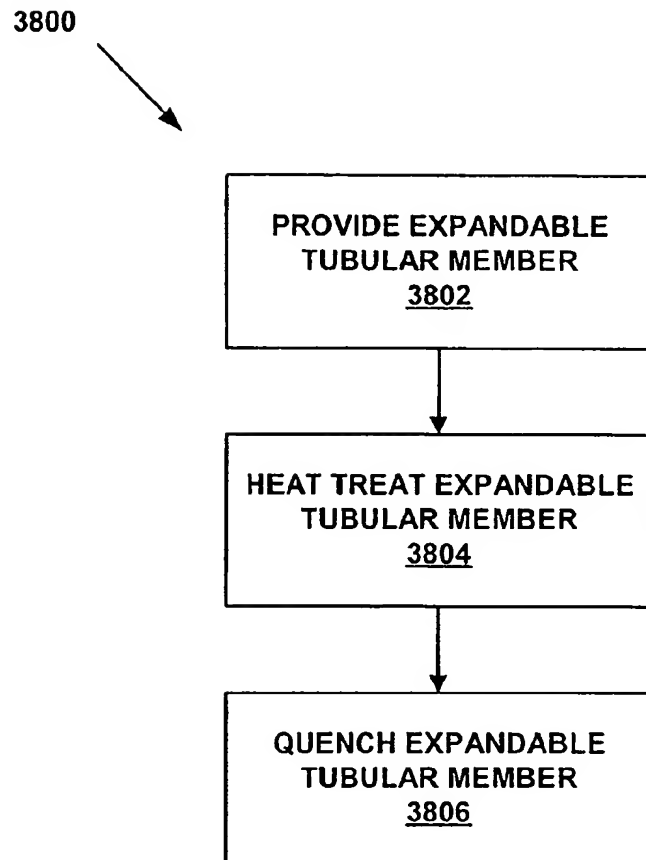 3800
PROVIDE EXPANDABLE
TUBULAR MEMBER
3802
HEAT TREAT EXPANDABLE
TUBULAR MEMBER
3804
QUENCH EXPANDABLE
TUBULAR MEMBER
3806